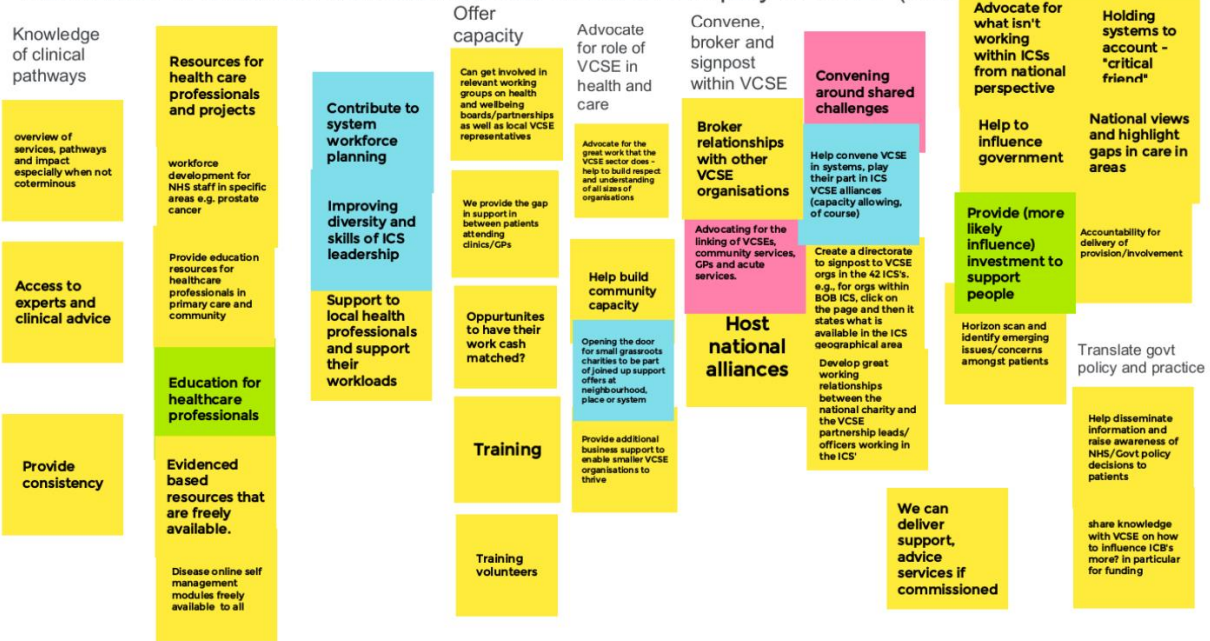 Knowledge
of clinical
pathways
overview of
services, pathways
and impact
especially when not
coterminous
Access to
experts and
clinical advice
Provide
consistency
Resources for
health care
professionals
and projects
workforce
development for
NHS staff in specific
areas e.g. prostate
cancer
Provide education
resources for
healthcare
professionals in
primary care and
community
Education for
healthcare
professionals
Evidenced
based
resources that
are freely
available.
Disease online self
management
modules freely
available to all
Contribute to
system
workforce
planning
Improving
diversity and
skills of ICS
leadership
Support to
local health
professionals
and support
their
workloads
Offer
capacity
Can get involved in
relevant working
groups on health
and wellbeing
boards/partnerships
as well as local VCSE
representatives
We provide the gap
in support in
between patients
attending
clinics/GPs
Oppurtunites
to have their
work cash
matched?
Training
Training
volunteers
Advocate
for role of
VCSE in
health and
care
Advocate for the
great work that the
VCSE sector does -
help to build respect
and understanding
of all sizes of
organisations
Help build
community
capacity
Opening the door
for small grassroots
charities to be part
of joined up support
offers at
neighbourhood,
place or system
Provide additional
business support to
enable smaller VCSE
organisations to
thrive
Convene,
broker and
signpost
within VCSE
Broker
relationships
with other
VCSE
organisations
Advocating for the
linking of VCSEs,
community services,
GPs and acute
services.
Host
national
alliances
Convening
around shared
challenges
Help convene VCSE
in systems, play
their part in ICS
VCSE alliances
(capacity allowing,
of course)
Create a directorate
to signpost to VCSE
orgs in the 42 ICS's.
e.g., for orgs within
BOB ICS, click on
the page and then it
states what is
available in the ICS
geographical area
Develop great
working
relationships
between the
national charity and
the VCSE
partnership leads/
officers working in
the ICS'
We can
deliver
support,
advice
services if
commissioned
Advocate for
what isn't
working
within ICSs
from national
perspective
Help to
influence
government
Provide (more
likely
influence)
investment to
support
people
Horizon scan and
identify emerging
issues/concerns
amongst patients
Holding
systems to
account -
"critical
friend"
National views
and highlight
gaps in care in
areas
Accountability for
delivery of
provision/involvement
Translate govt
policy and practice
Help disseminate
information and
raise awareness of
NHS/Govt policy
decisions to
patients
share knowledge
with VCSE on how
to influence ICB's
more? in particular
for funding